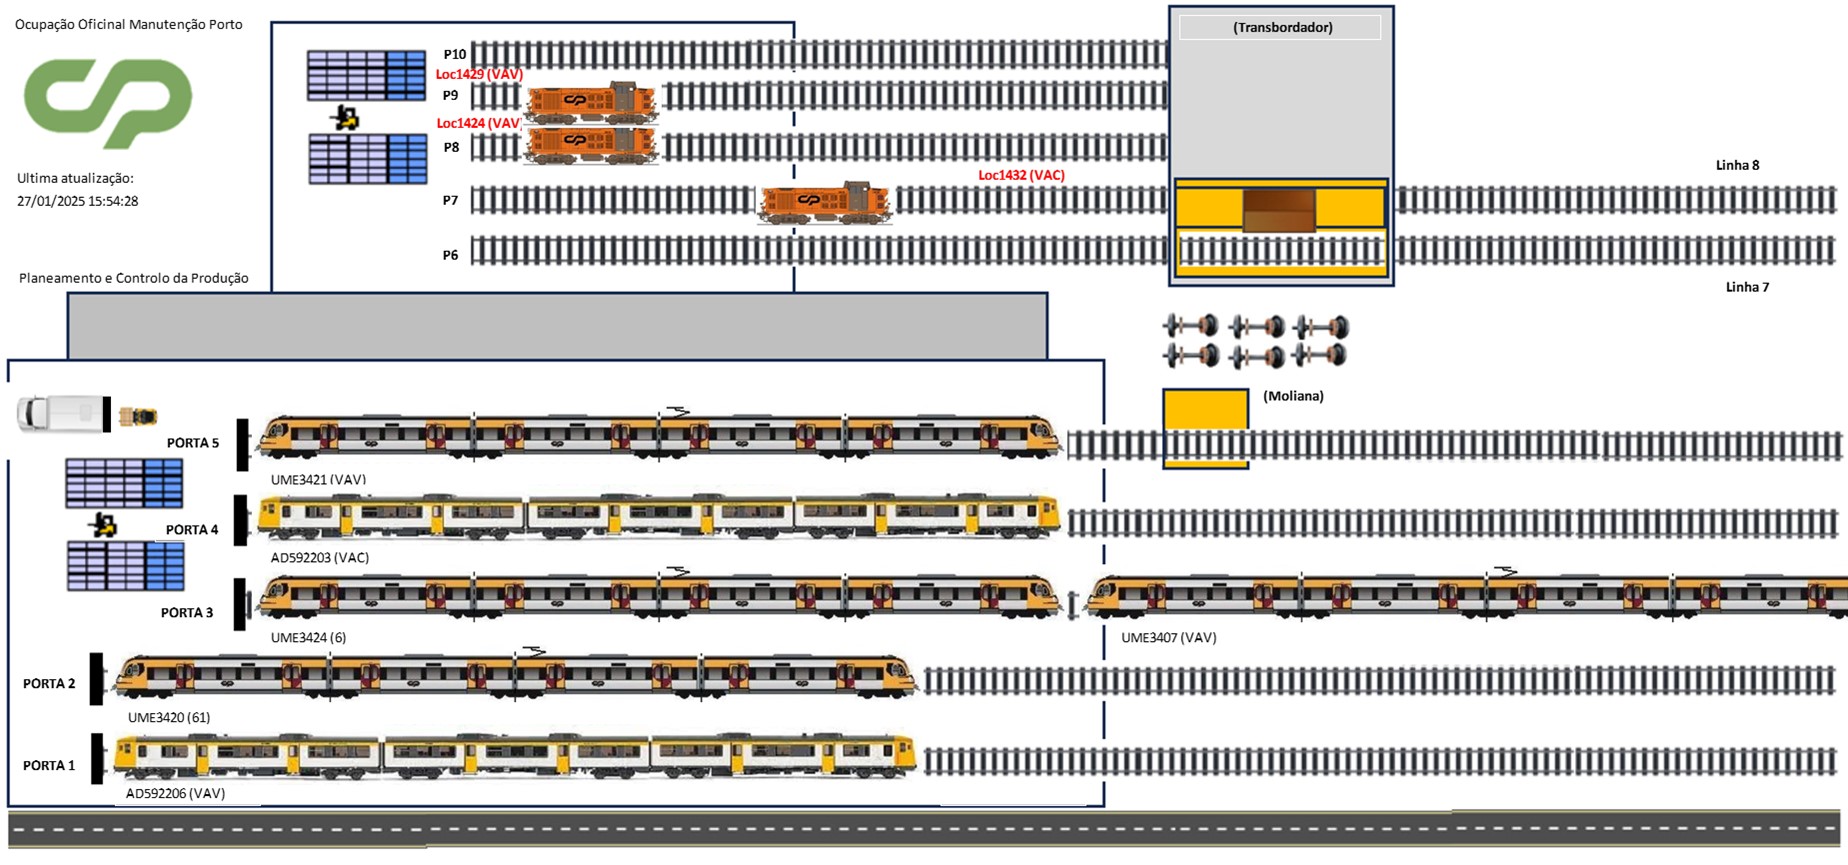 Ocupação Oficinal Manutenção Porto
(Transbordador)
P10
Loc1429 (VAV)
P9
Loc1424 (VAV)
P8
Ultima atualização:
27/01/2025 15:54:28
Loc1432 (VAC)
Linha 8
P7
P6
Planeamento e Controlo da Produção
Linha 7
(Moliana)
PORTA 5
UME3421 (VAV)
PORTA 4
AD592203 (VAC)
PORTA 3
UME3424 (6)
UME3407 (VAV)
PORTA 2
UME3420 (61)
PORTA 1
AD592206 (VAV)